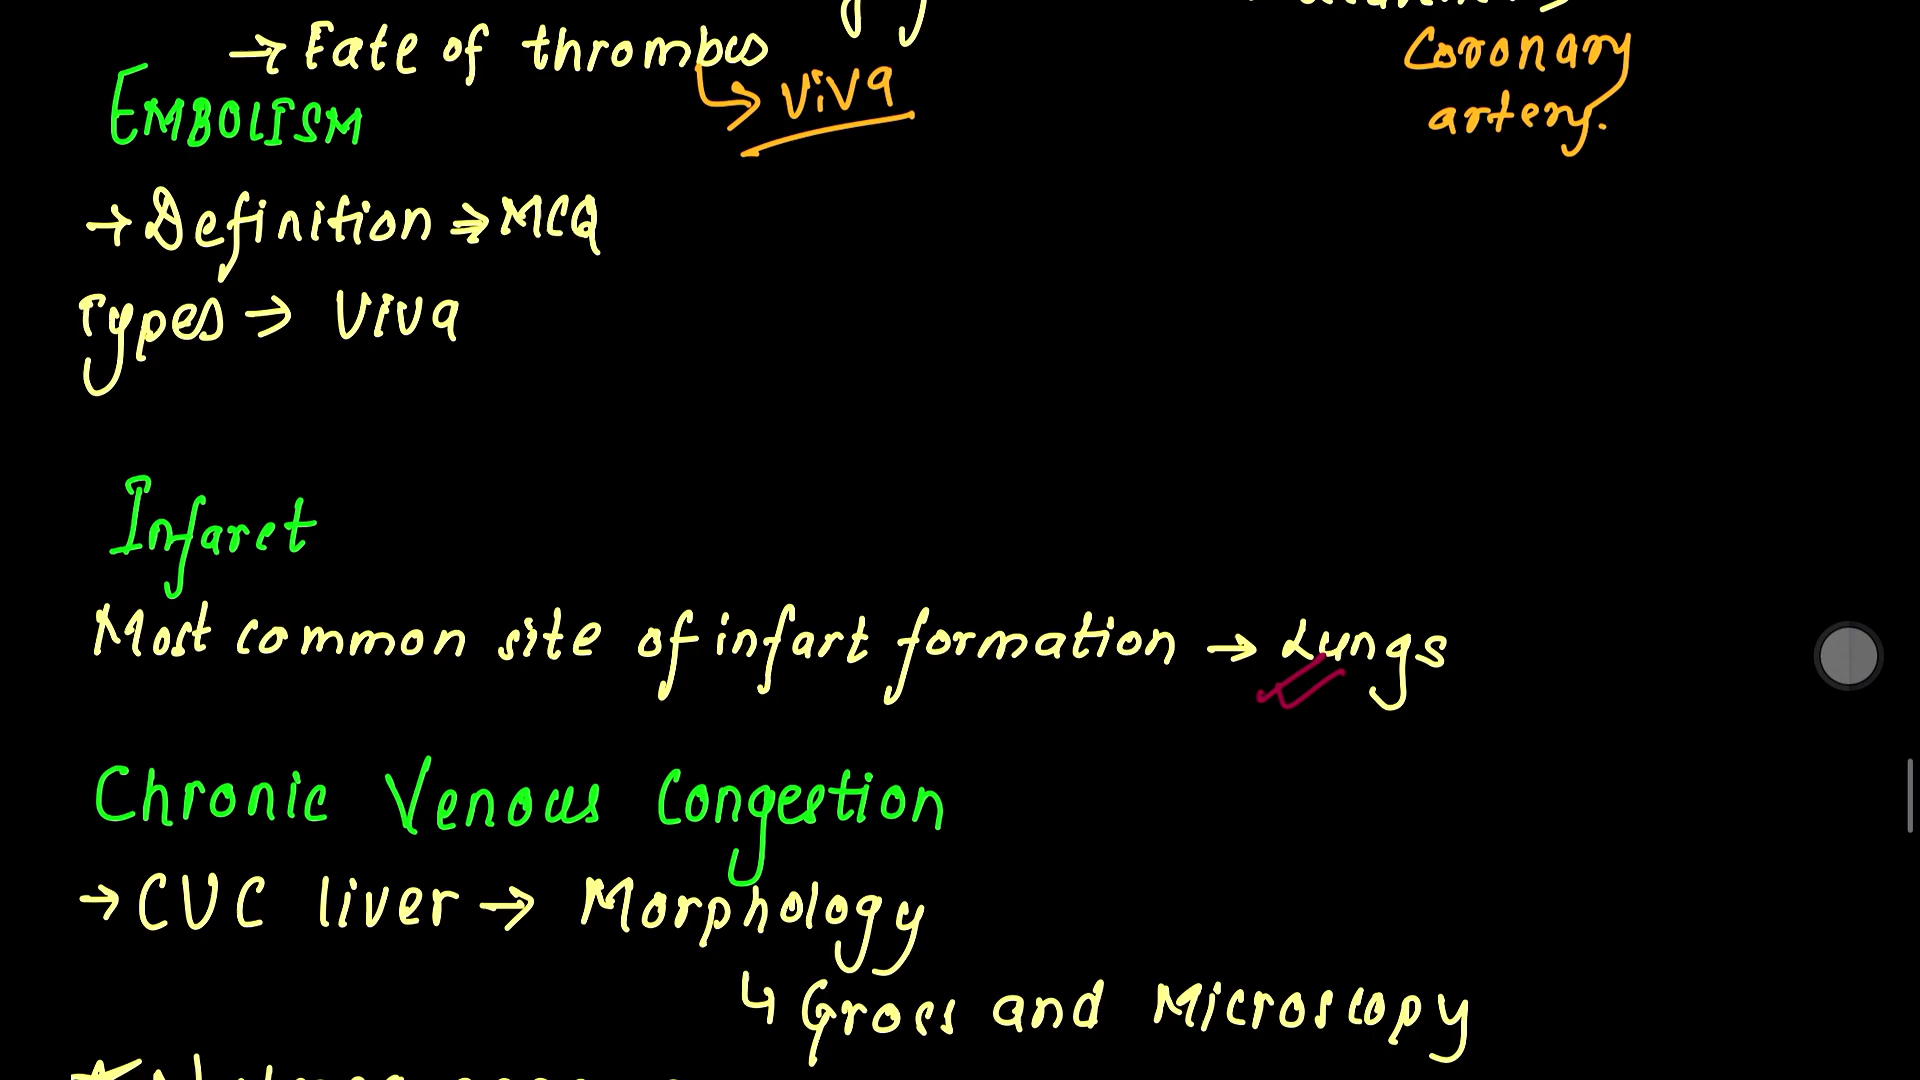 → Fate of thrombus
↳ Viva
Coronary
artery.
EMBOLISM
→ Definition ⇒ MCQ
Types → Viva
Infarct
Most common site of infart formation → Lungs
Chronic Venous Congestion
→ CVC liver → Morphology
↳ Gross and Microscopy